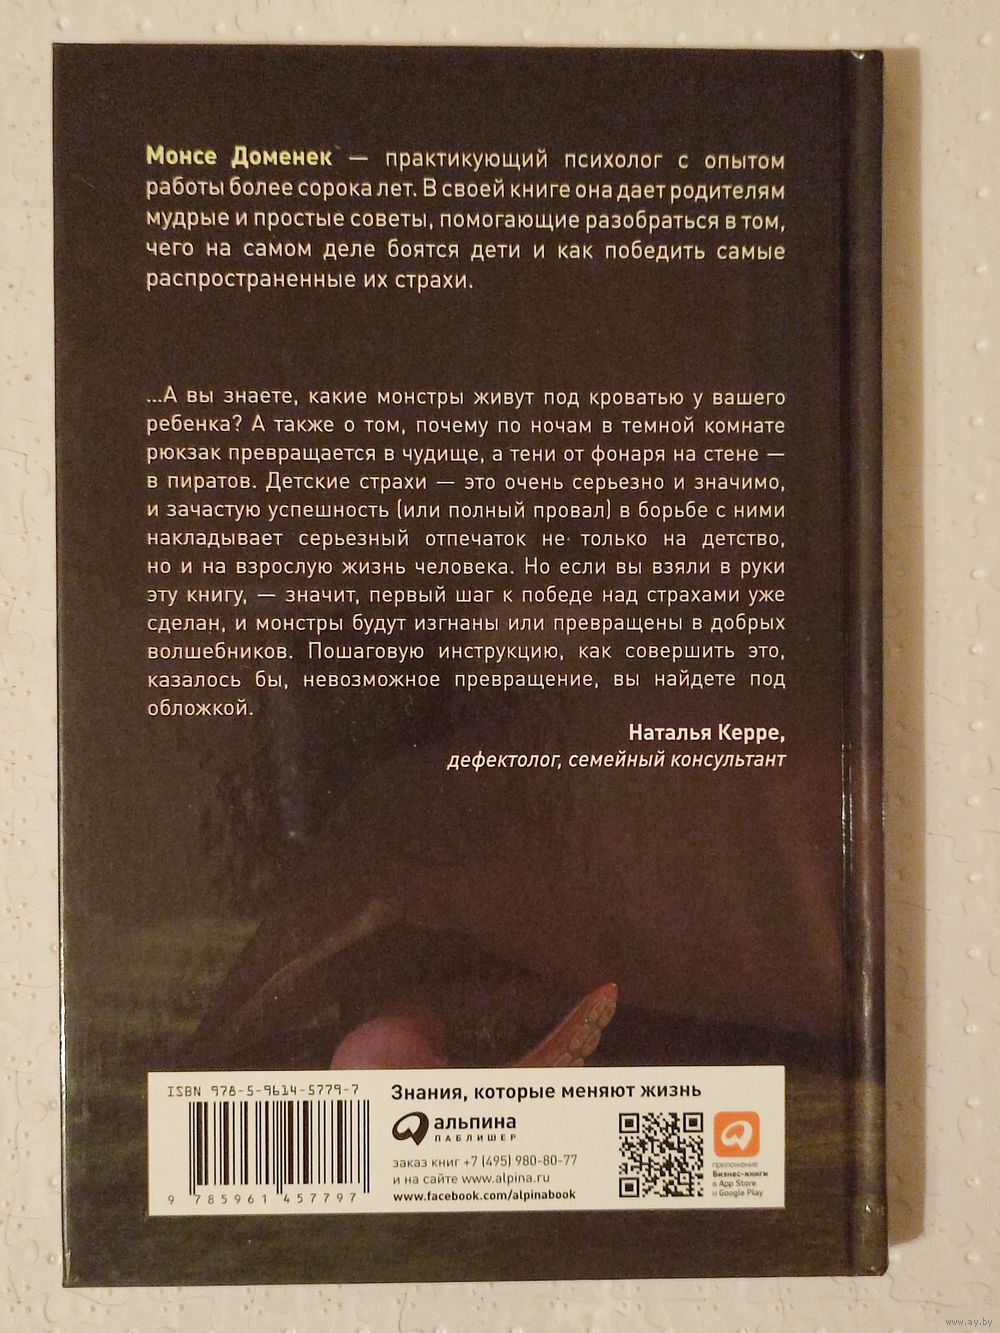 Монсе Доменек — практикующий психолог с опытом
работы более сорока лет. В своей книге она дает родителям
мудрые и простые советы, помогающие разобраться в том,
чего на самом деле боятся дети и как победить самые
распространенные их страхи.
...А вы знаете, какие монстры живут под кроватью у вашего
ребенка? А также о том, почему по ночам в темной комнате
рюкзак превращается в чудище, а тени от фонаря на стене —
в пиратов. Детские страхи — это очень серьезно и значимо,
и зачастую успешность (или полный провал) в борьбе с ними
накладывает серьезный отпечаток не только на детство,
но и на взрослую жизнь человека. Но если вы взяли в руки
эту книгу, — значит, первый шаг к победе над страхами уже
сделан, и монстры будут изгнаны или превращены в добрых
волшебников. Пошаговую инструкцию, как совершить это,
казалось бы, невозможное превращение, вы найдете под
обложкой.
Наталья Керре,
дефектолог, семейный консультант
ISBN 978-5-9614-5779-7
9 785961 457797
Знания, которые меняют жизнь
альпина
ПАБЛИШЕР
заказ книг +7 (495) 980-80-77
и на сайте www.alpina.ru
www.facebook.com/alpinabook
приложение
Бизнес-книги
в App Store
и Google Play
www.ay.by